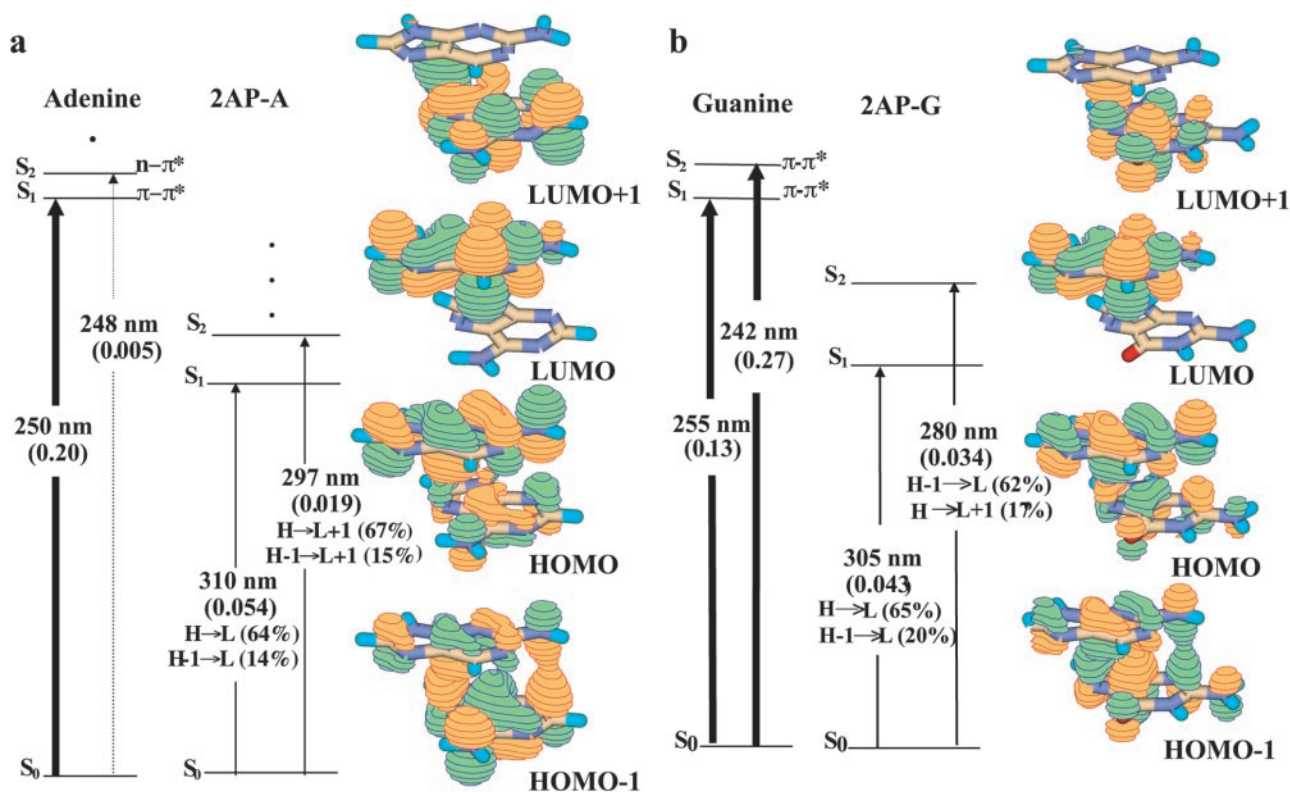 a
Adenine
2AP-A
S2
n-π*
S1
π-π*
248 nm
(0.005)
250 nm
(0.20)
S2
S1
297 nm
(0.019)
H→L+1 (67%)
H-1→L+1 (15%)
310 nm
(0.054)
H→L (64%)
H-1→L (14%)
S0
LUMO+1
LUMO
HOMO
HOMO-1
b
Guanine
2AP-G
S2
π-π*
S1
π-π*
242 nm
(0.27)
255 nm
(0.13)
S2
S1
280 nm
(0.034)
H-1→L (62%)
H→L+1 (17%)
305 nm
(0.043)
H→L (65%)
H-1→L (20%)
S0
LUMO+1
LUMO
HOMO
HOMO-1